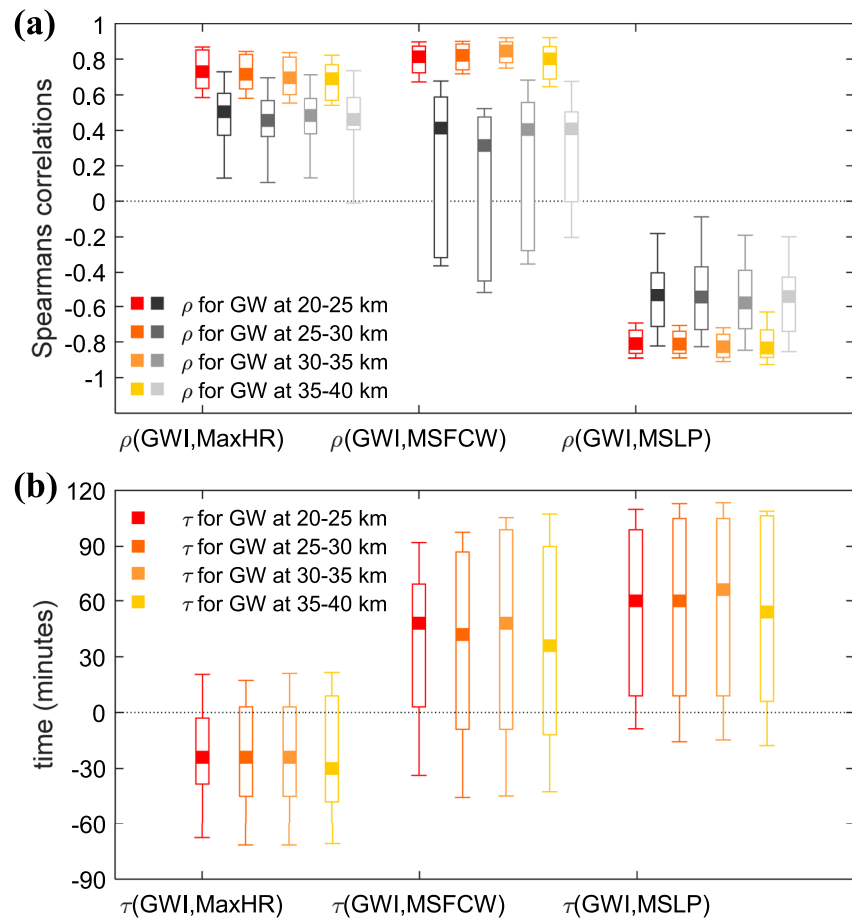 (a)
1
0.8
0.6
0.4
0.2
0
-0.2
-0.4
-0.6
-0.8
-1
Spearmans correlations
ρ for GW at 20-25 km
ρ for GW at 25-30 km
ρ for GW at 30-35 km
ρ for GW at 35-40 km
ρ(GWI,MaxHR) ρ(GWI,MSFCW) ρ(GWI,MSLP)
(b)
120
90
60
30
0
-30
-60
-90
time (minutes)
τ for GW at 20-25 km
τ for GW at 25-30 km
τ for GW at 30-35 km
τ for GW at 35-40 km
τ(GWI,MaxHR) τ(GWI,MSFCW) τ(GWI,MSLP)